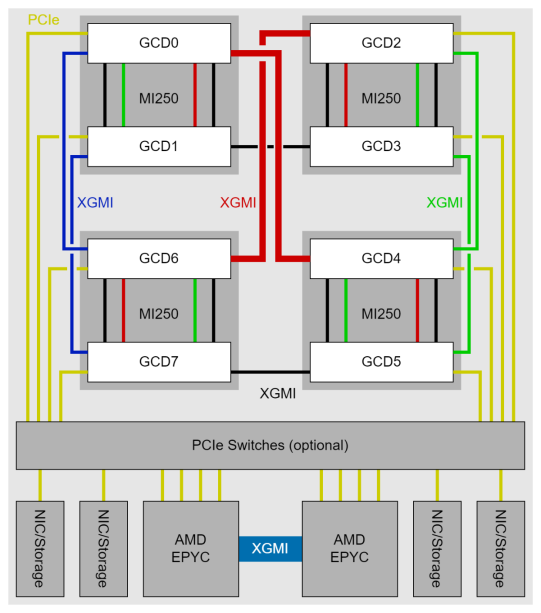 PCIe
GCD0
GCD2
MI250
MI250
GCD1
GCD3
XGMI
XGMI
XGMI
GCD6
GCD4
MI250
MI250
GCD7
GCD5
XGMI
PCIe Switches (optional)
NIC/Storage
NIC/Storage
AMD
EPYC
XGMI
AMD
EPYC
NIC/Storage
NIC/Storage